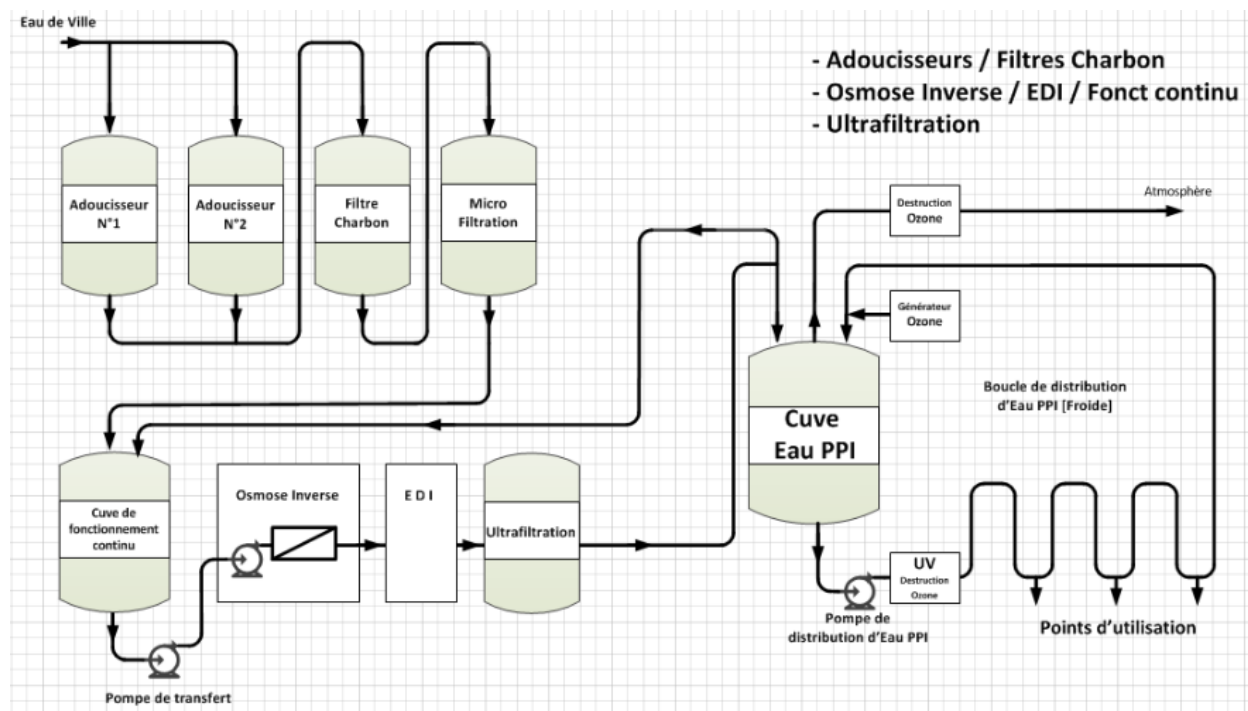 Eau de Ville
- Adoucisseurs / Filtres Charbon
- Osmose Inverse / EDI / Fonct continu
- Ultrafiltration
Adoucisseur
N°1
Adoucisseur
N°2
Filtre
Charbon
Micro
Filtration
Destruction
Ozone
Atmosphère
Générateur
Ozone
Boucle de distribution
d'Eau PPI [Froide]
Cuve
Eau PPI
Cuve de
fonctionnement
continu
Osmose Inverse
E D I
Ultrafiltration
UV
Destruction
Ozone
Pompe de
distribution d'Eau PPI
Points d'utilisation
Pompe de transfert